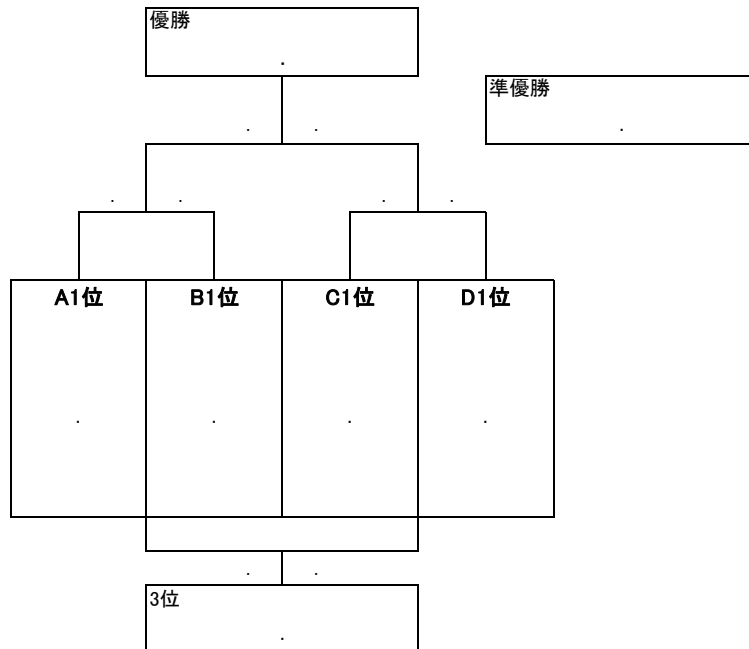 優勝
.
準優勝
. .
.
. . . .
A1位 B1位 C1位 D1位
. . . .
. .
3位
.